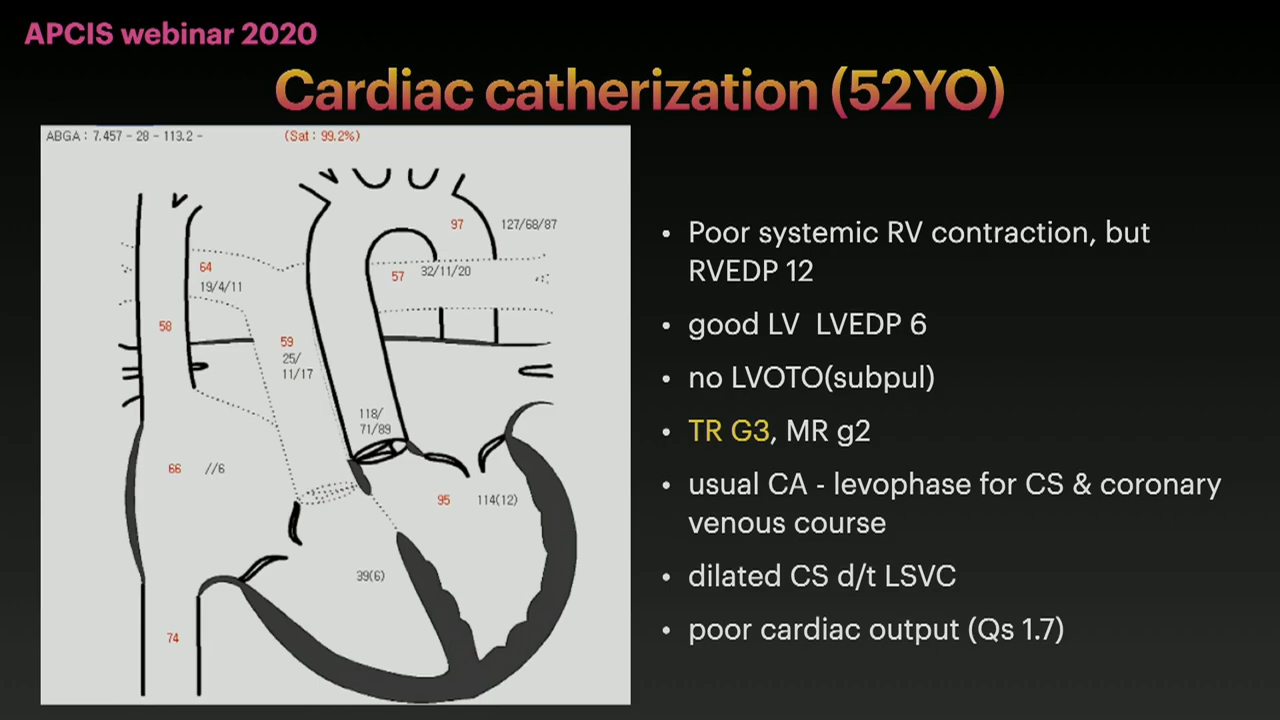 APCIS webinar 2020
Cardiac catherization (52YO)
ABGA : 7.457 - 28 - 113.2 - (Sat : 99.2%)
97 127/68/87
64 57 32/11/20
19/4/11
58
59
25/
11/17
118/
71/89
66 //6
95 114(12)
39(6)
74
• Poor systemic RV contraction, but
RVEDP 12
• good LV LVEDP 6
• no LVOTO(subpul)
• TR G3, MR g2
• usual CA - levophase for CS & coronary
venous course
• dilated CS d/t LSVC
• poor cardiac output (Qs 1.7)